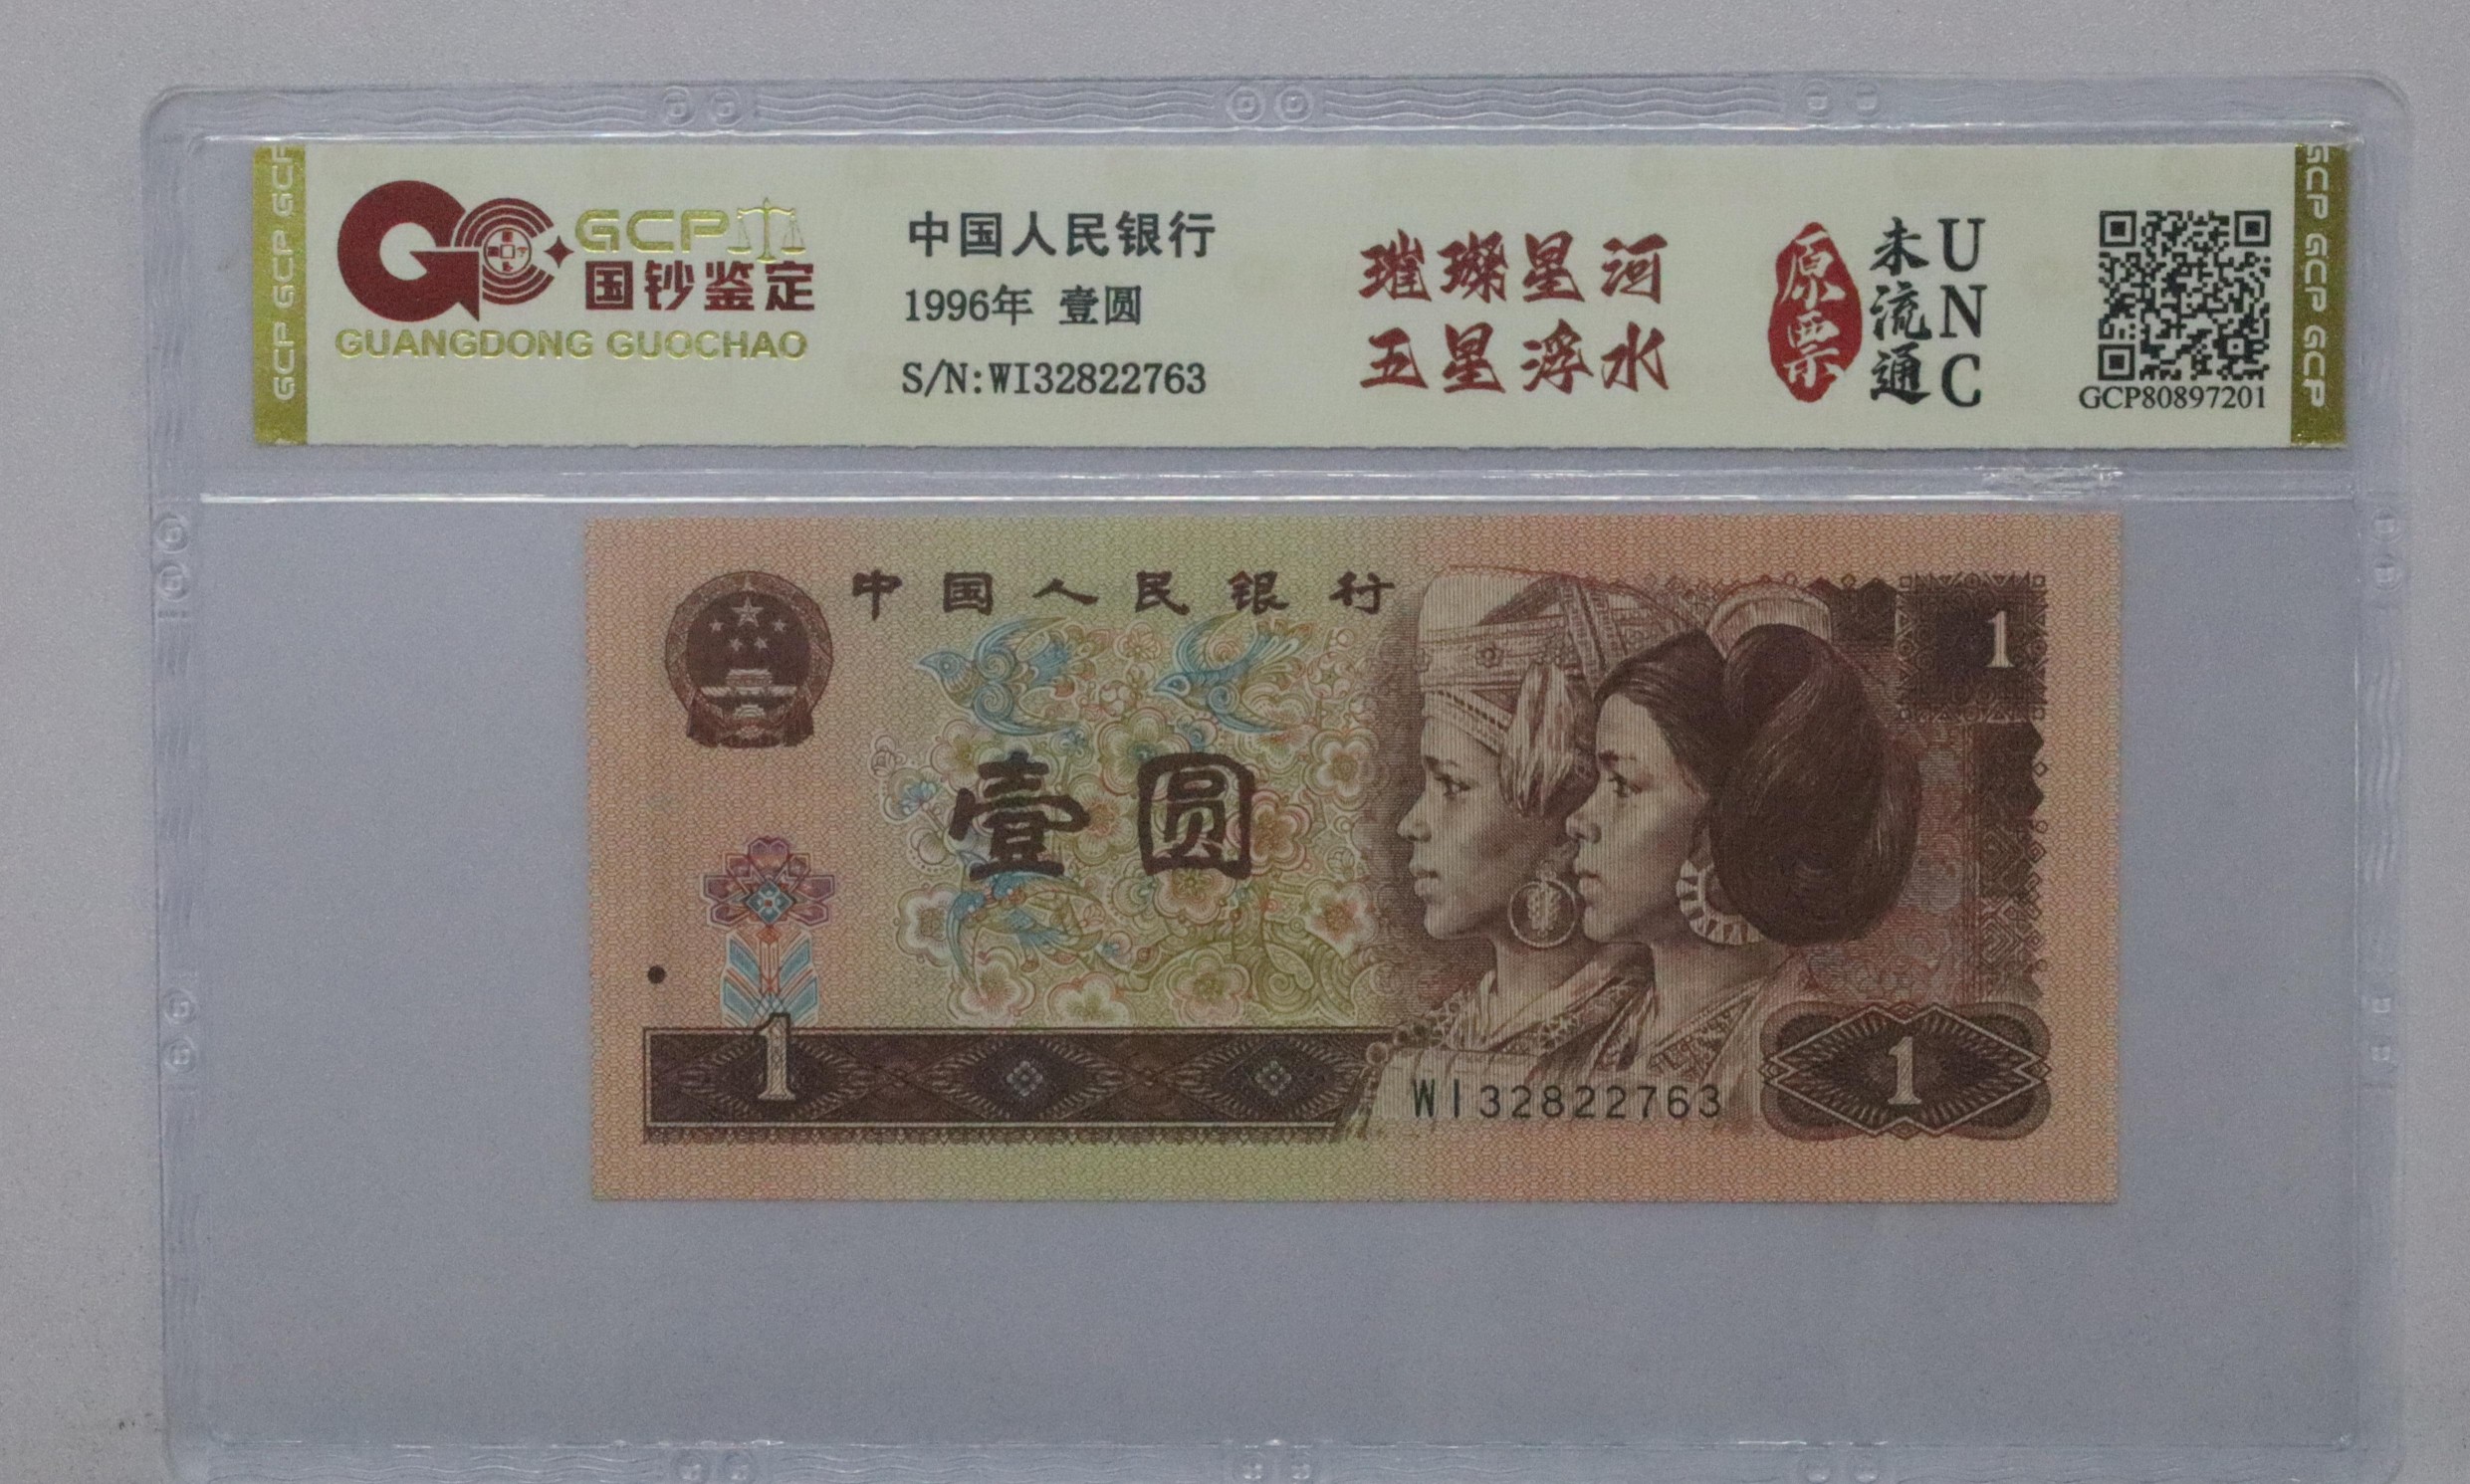 GCP
国钞鉴定
GUANGDONG GUOCHAO
中国人民银行
1996年 壹圆
S/N:WI32822763
璀璨星河
五星浮水
原票
未流通
UNC
GCP80897201
GCP GCP GCP
GCP GCP GCP
中国人民银行
1
壹圆
1
WI32822763
1